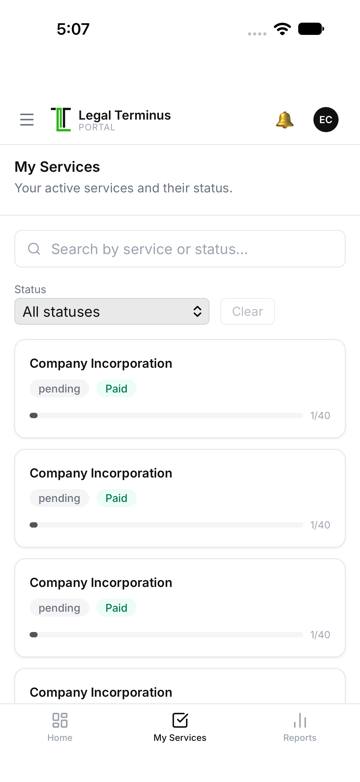 5:07
Legal Terminus
PORTAL
EC
My Services
Your active services and their status.
Search by service or status...
Status
All statuses
Clear
Company Incorporation
pending Paid
1/40
Company Incorporation
pending Paid
1/40
Company Incorporation
pending Paid
1/40
Company Incorporation
Home My Services Reports